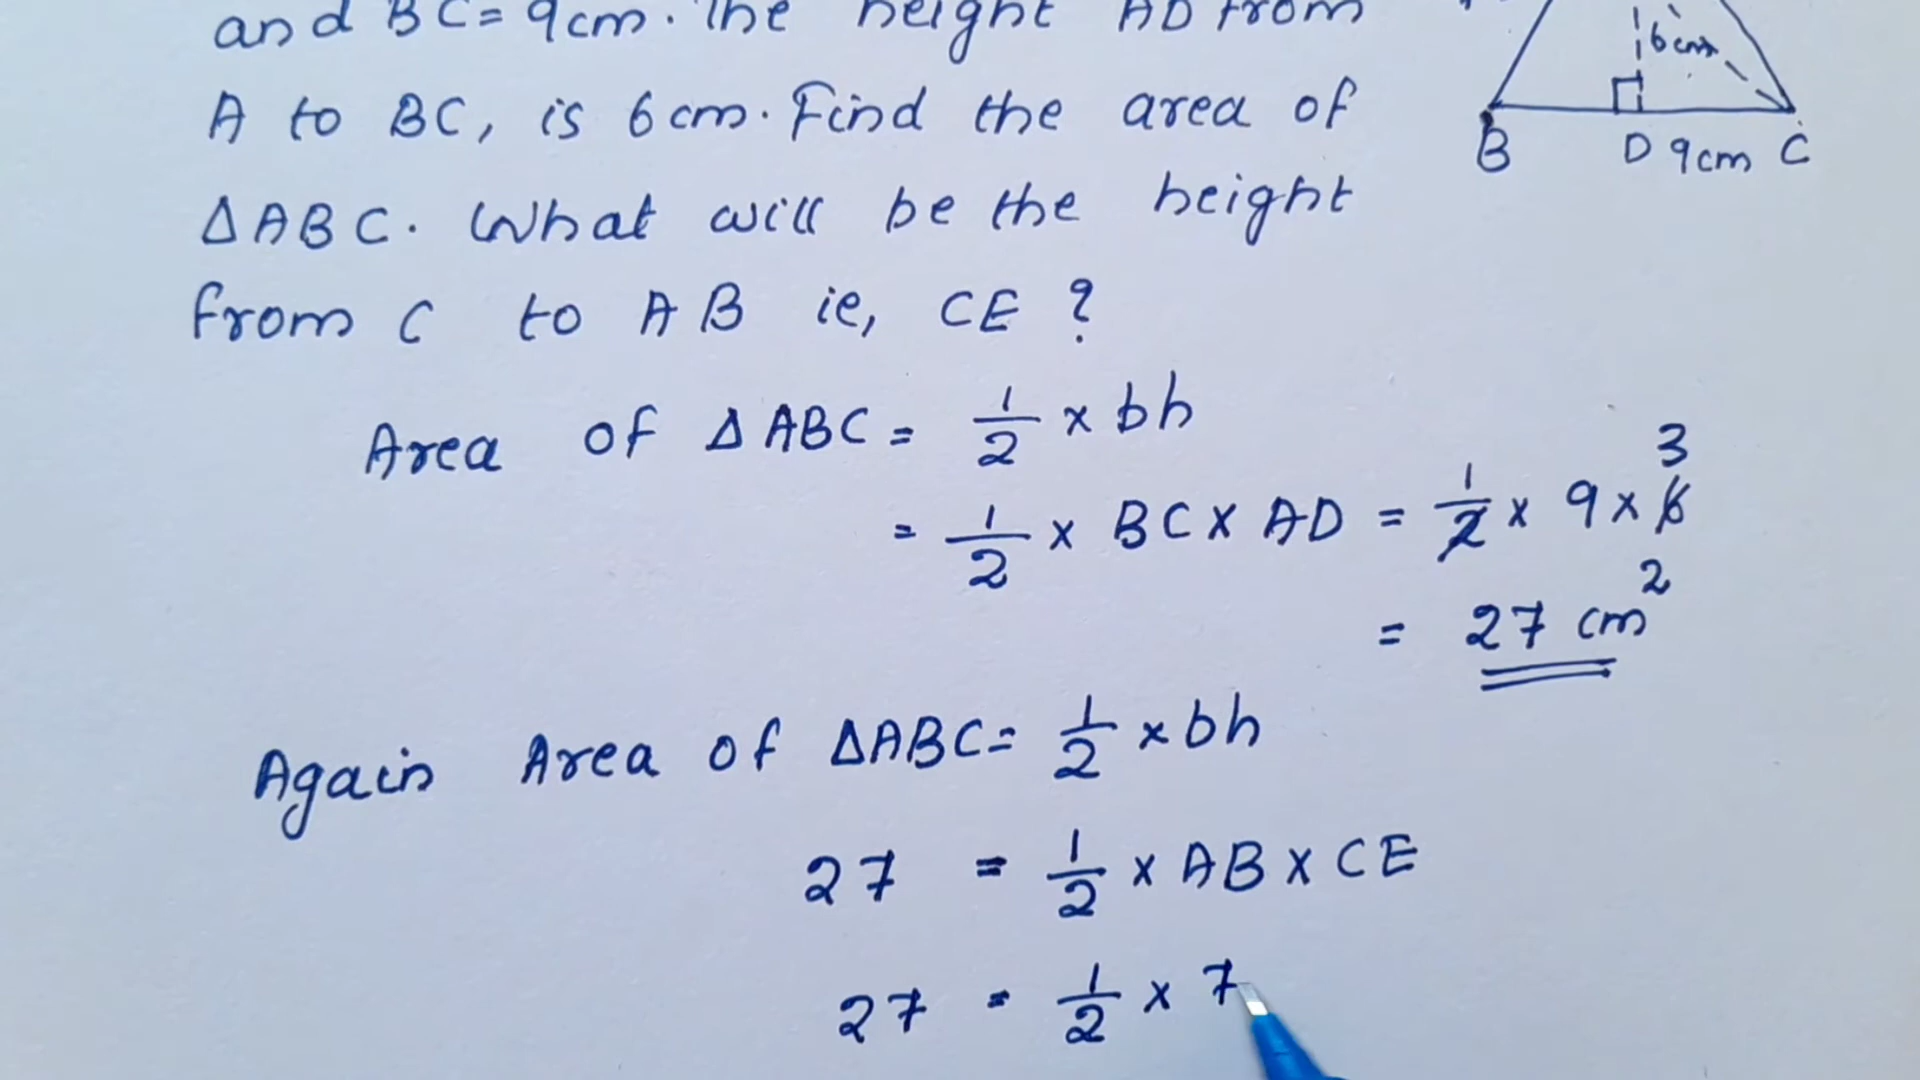 and BC = 9cm. The height AD from
A to BC, is 6cm. Find the area of
ΔABC. What will be the height
from C to AB ie, CE ?
6cm
B D 9cm C
Area of ΔABC = 1/2 × bh
= 1/2 × BC × AD = 1/2 × 9 × 6 3
= 27 cm²
Again Area of ΔABC = 1/2 × bh
27 = 1/2 × AB × CE
27 = 1/2 × 7